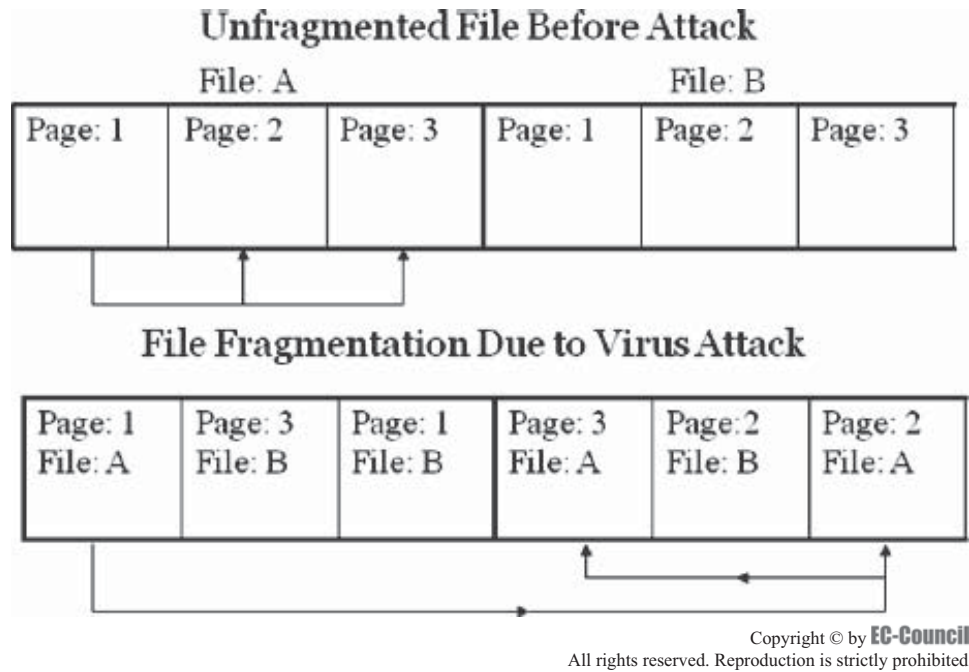 Unfragmented File Before Attack
File: A File: B
Page: 1 Page: 2 Page: 3 Page: 1 Page: 2 Page: 3
File Fragmentation Due to Virus Attack
Page: 1 Page: 3 Page: 1 Page: 3 Page:2 Page: 2
File: A File: B File: B File: A File: B File: A
Copyright © by EC-Council
All rights reserved. Reproduction is strictly prohibited